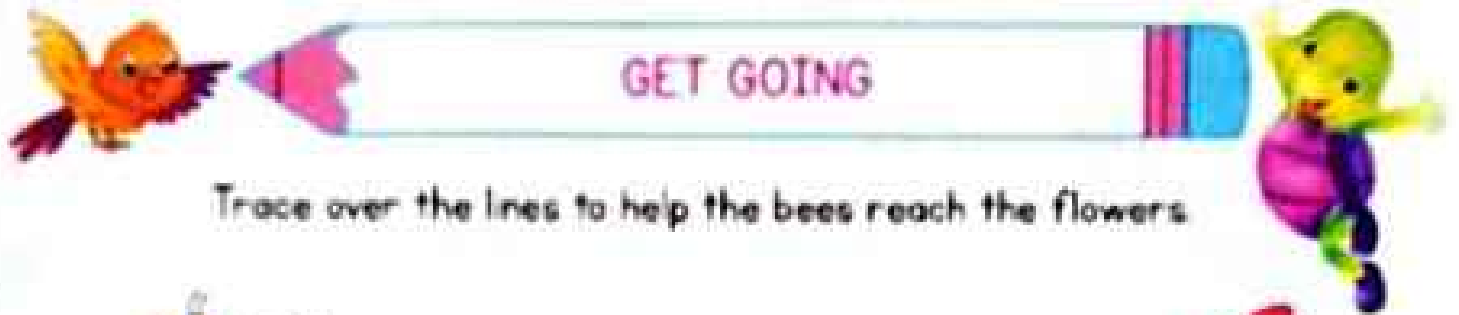 GET GOING
Trace over the lines to help the bees reach the flowers.